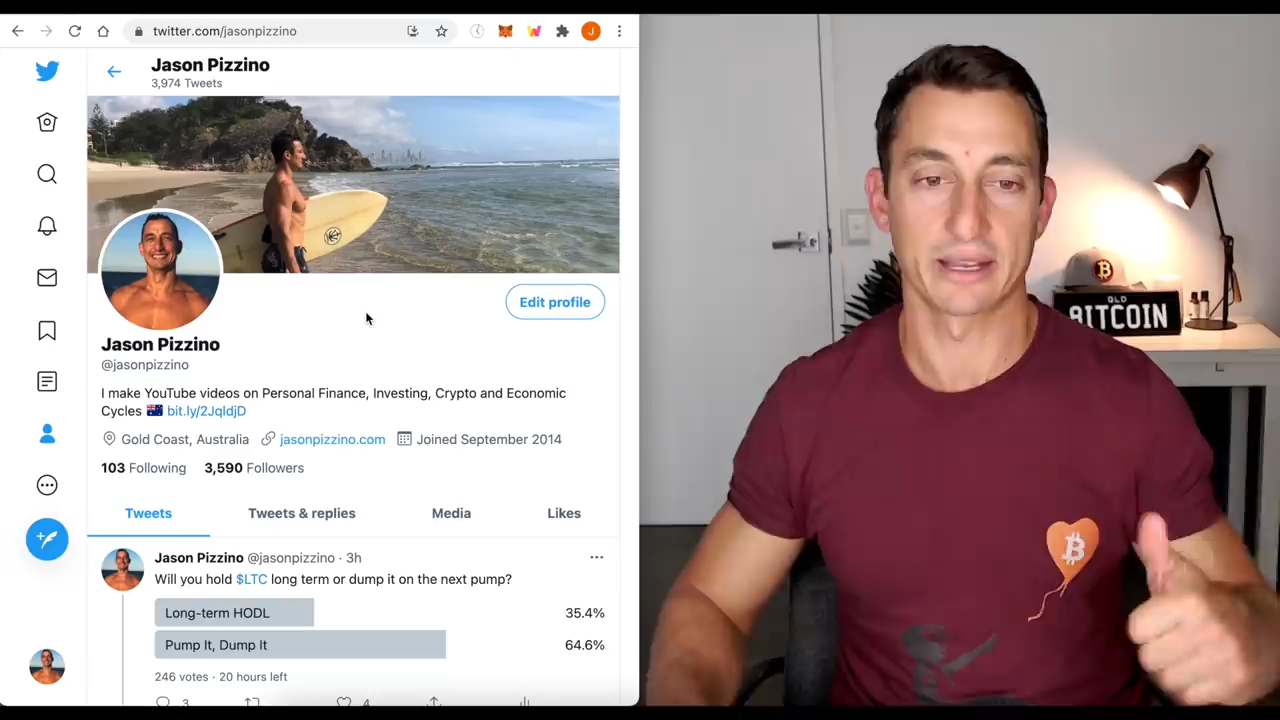 twitter.com/jasonpizzino
J
Jason Pizzino
3,974 Tweets
Edit profile
Jason Pizzino
@jasonpizzino
I make YouTube videos on Personal Finance, Investing, Crypto and Economic
Cycles 🇦🇺 bit.ly/2JqIdjD
Gold Coast, Australia jasonpizzino.com Joined September 2014
103 Following 3,590 Followers
Tweets Tweets & replies Media Likes
Jason Pizzino @jasonpizzino · 3h
Will you hold $LTC long term or dump it on the next pump?
Long-term HODL 35.4%
Pump It, Dump It 64.6%
246 votes · 20 hours left
3 4
QLD
BITCOIN